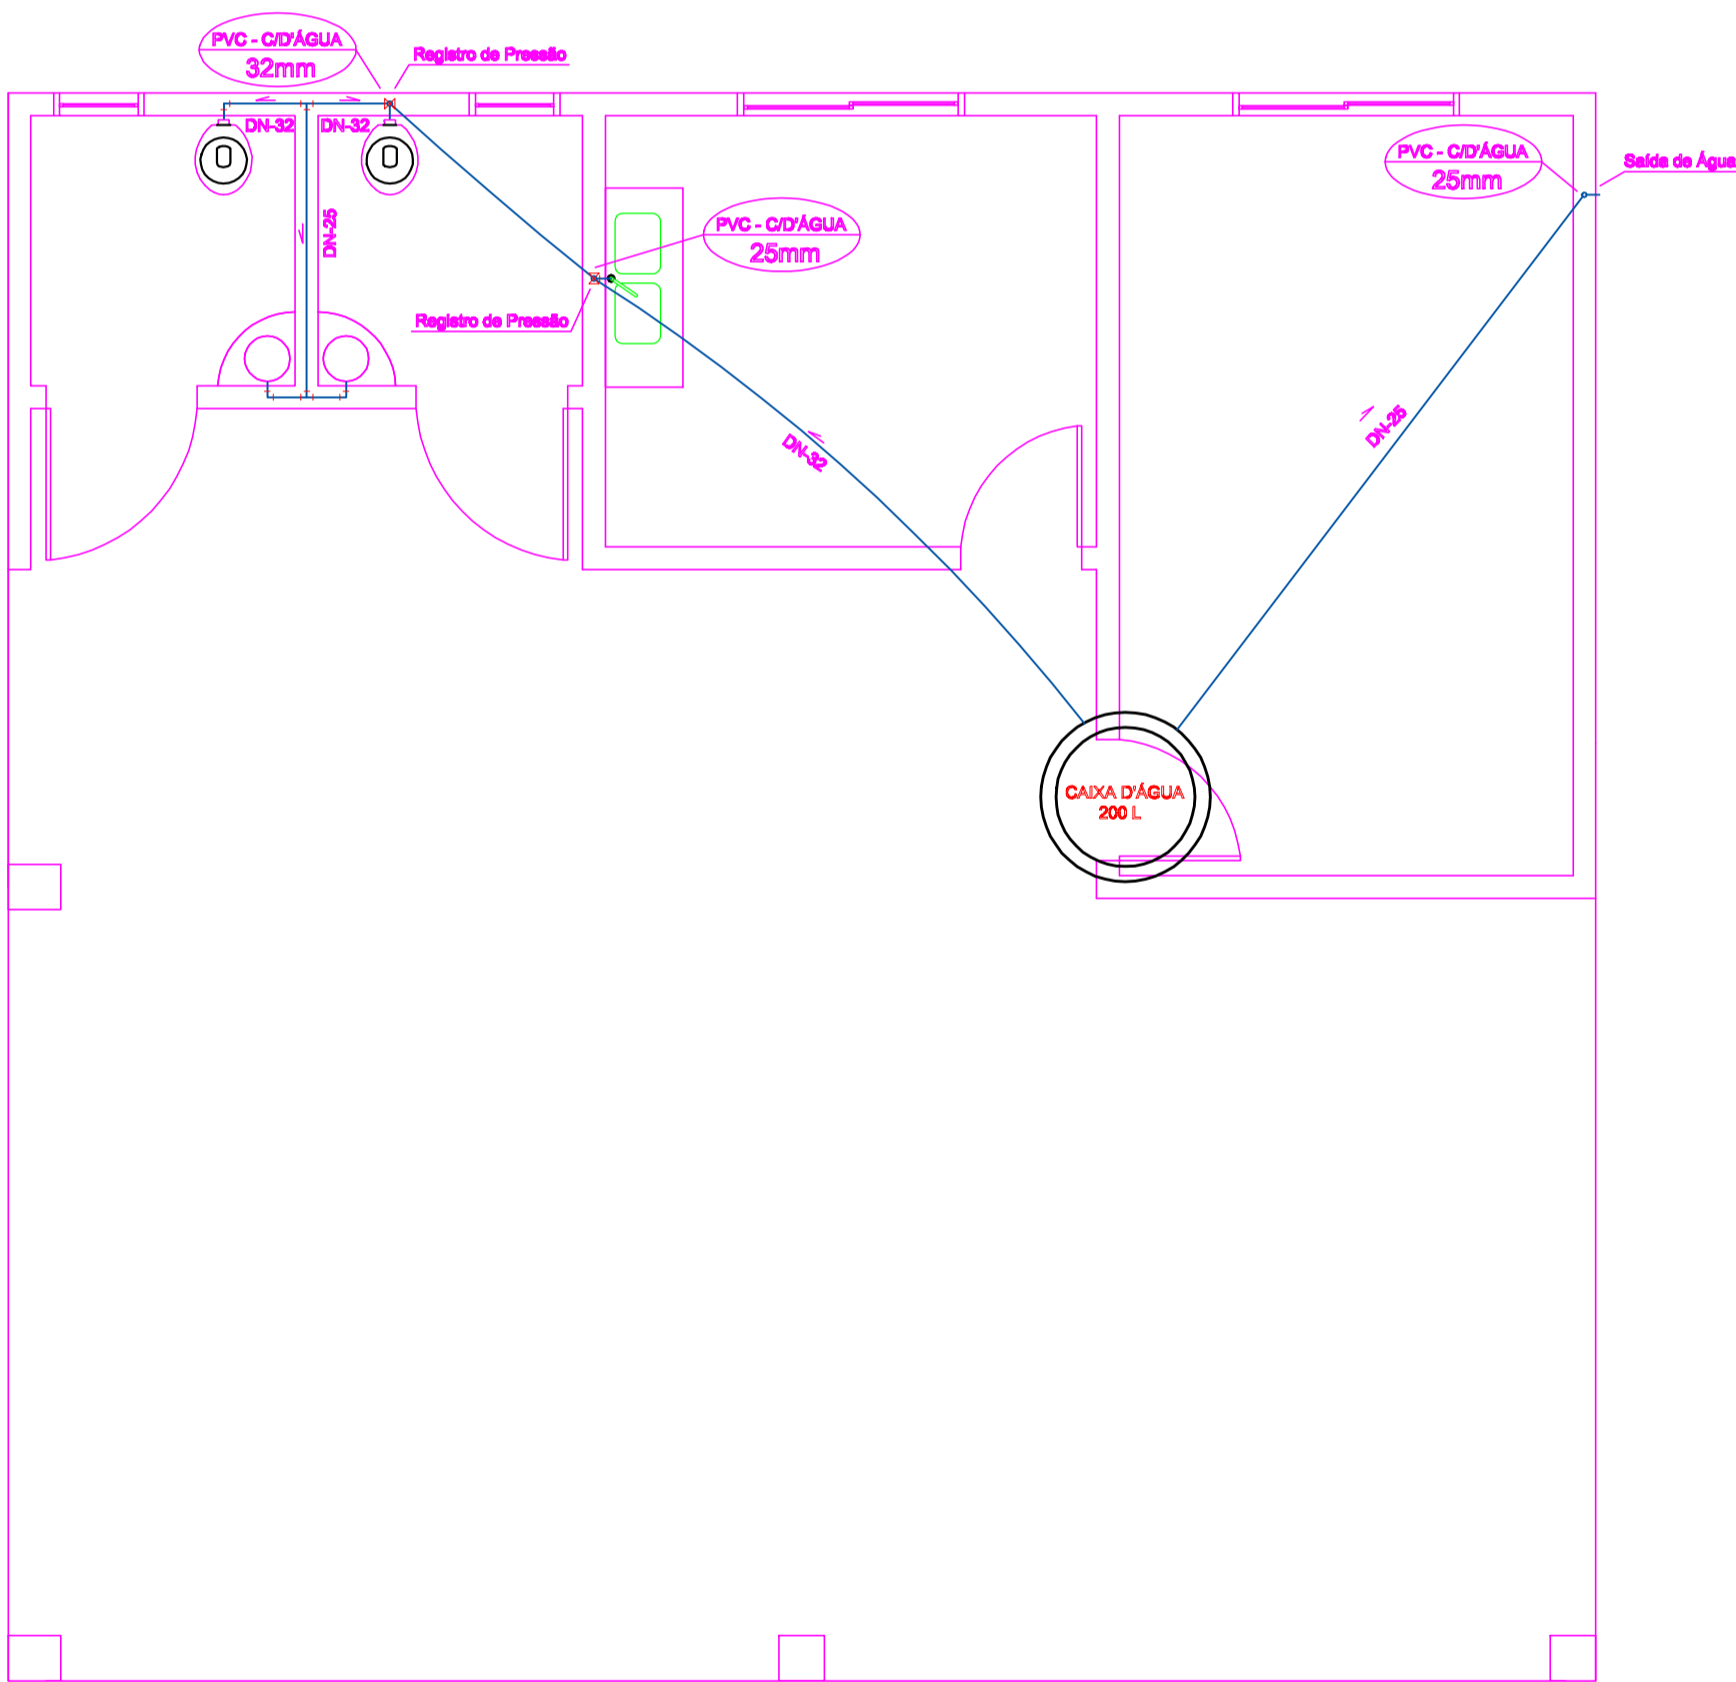 PVC - C/D'ÁGUA
32mm
Registro de Pressão
DN-32
DN-32
PVC - C/D'ÁGUA
25mm
Saída de Água
DN-25
PVC - C/D'ÁGUA
25mm
Registro de Pressão
DN-32
DN-25
CAIXA D'ÁGUA
200 L